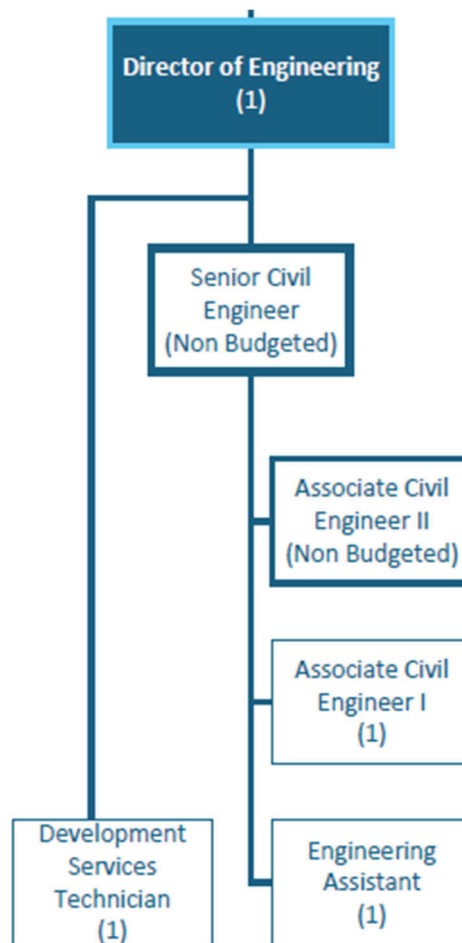 Director of Engineering
(1)
Senior Civil
Engineer
(Non Budgeted)
Associate Civil
Engineer II
(Non Budgeted)
Associate Civil
Engineer I
(1)
Development
Services
Technician
(1)
Engineering
Assistant
(1)